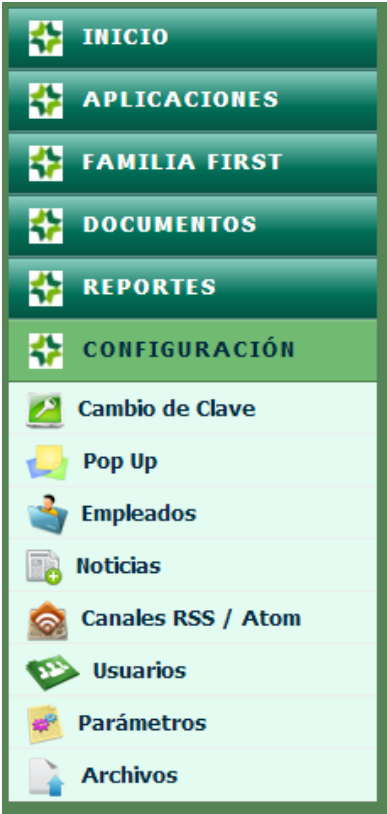 INICIO
APLICACIONES
FAMILIA FIRST
DOCUMENTOS
REPORTES
CONFIGURACIÓN
Cambio de Clave
Pop Up
Empleados
Noticias
Canales RSS / Atom
Usuarios
Parámetros
Archivos